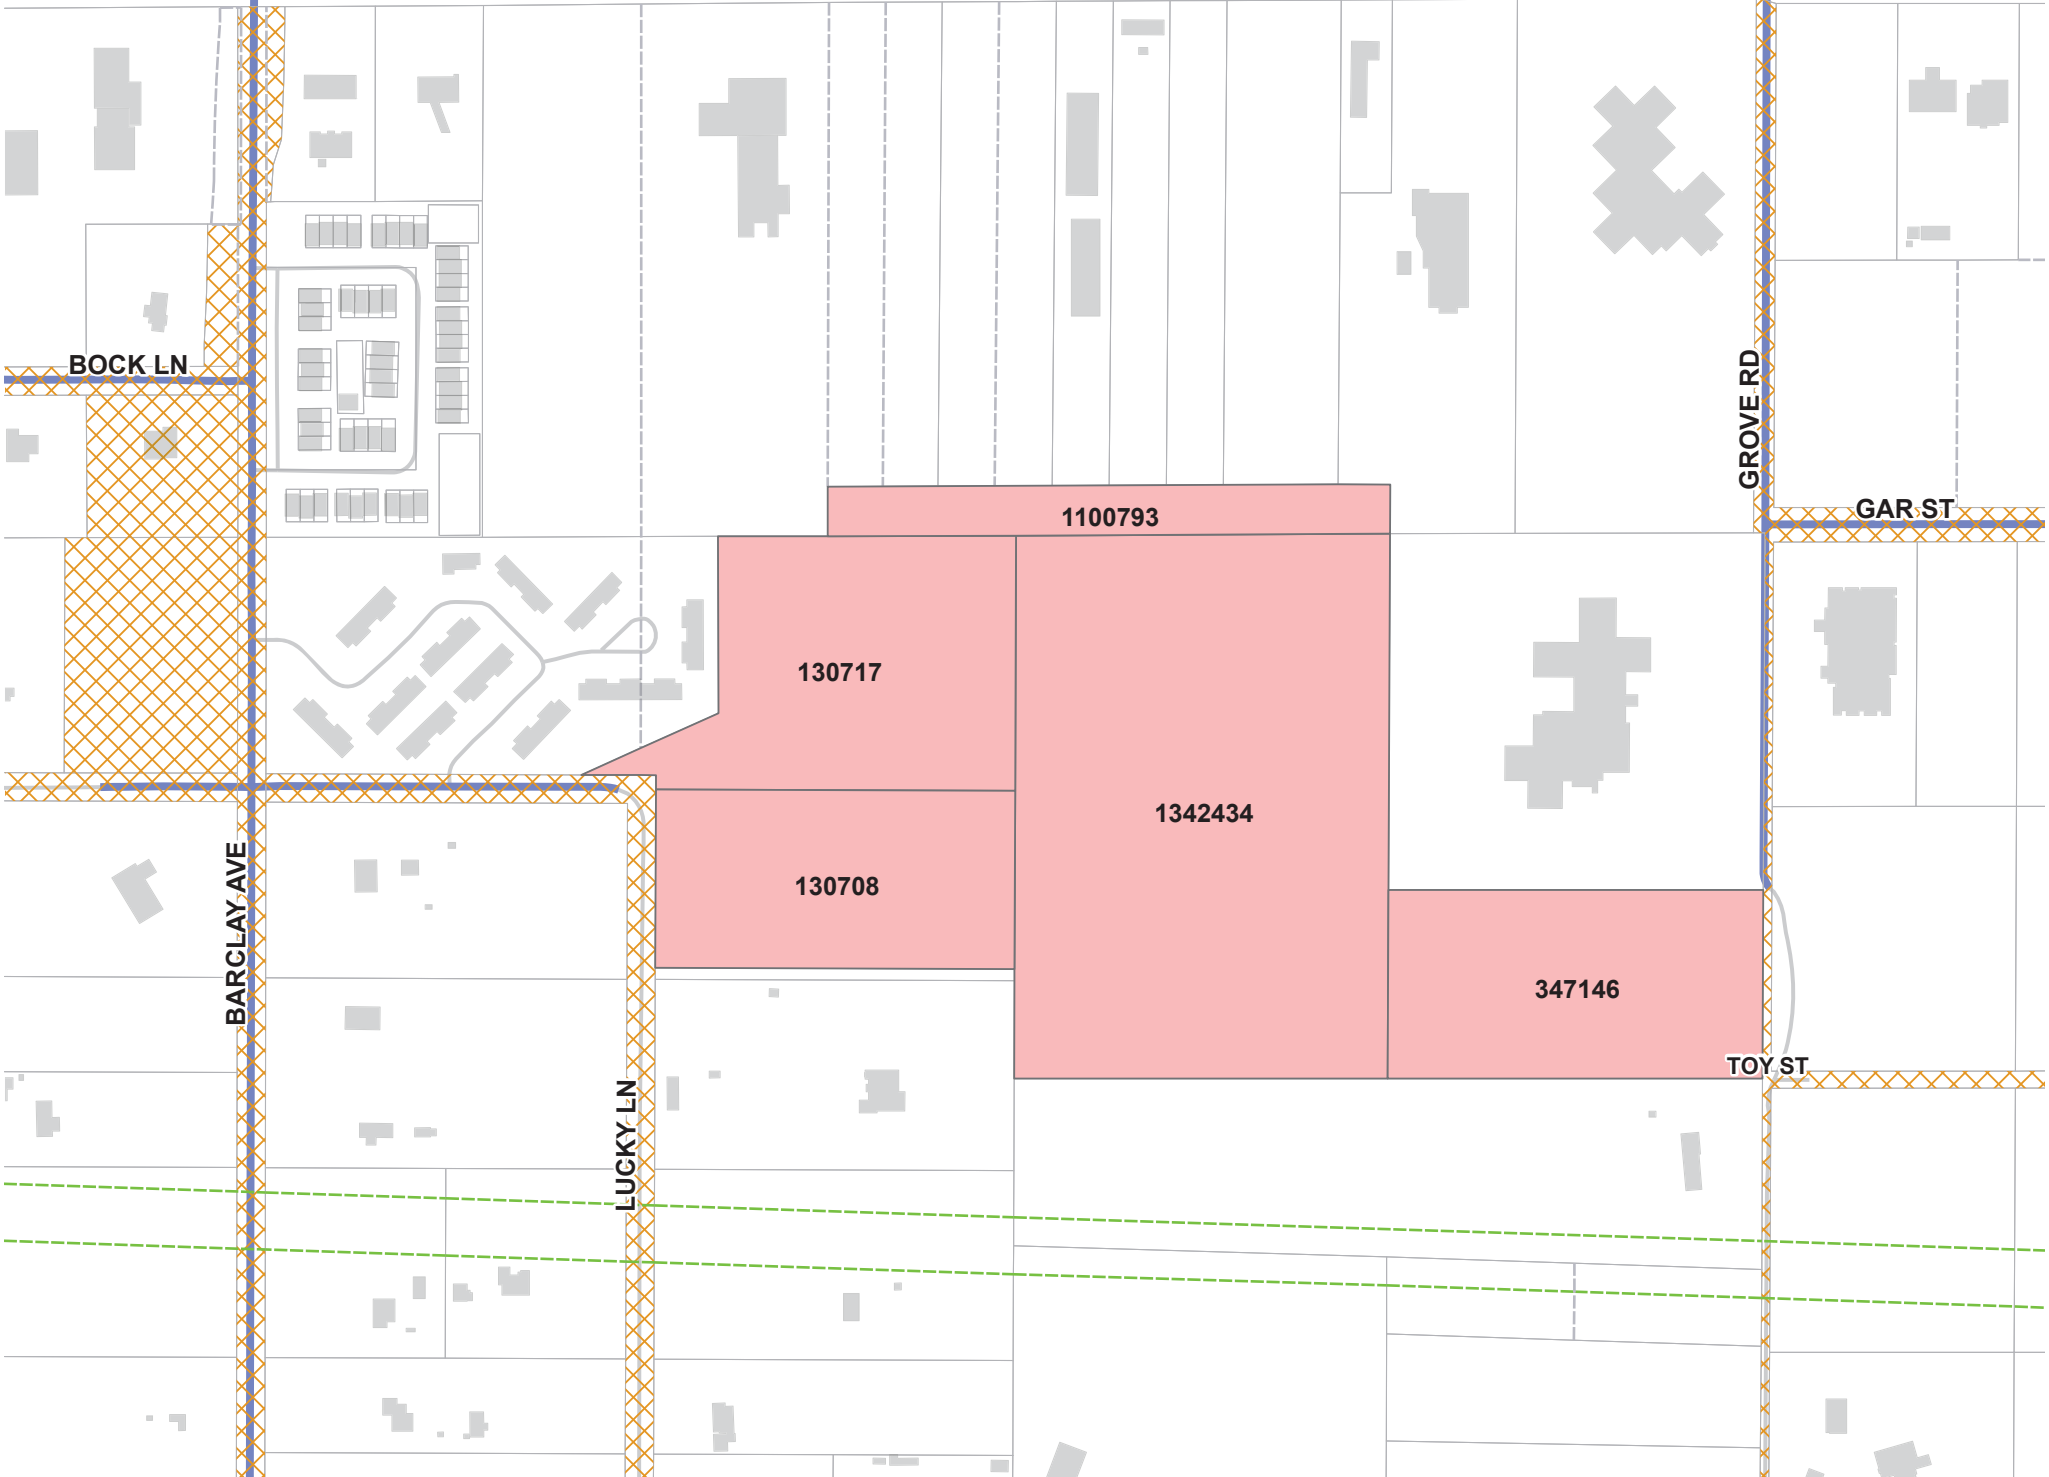 BOCK LN
GROVE RD
GAR ST
1100793
130717
1342434
130708
BARCLAY AVE
347146
TOY ST
LUCKY LN